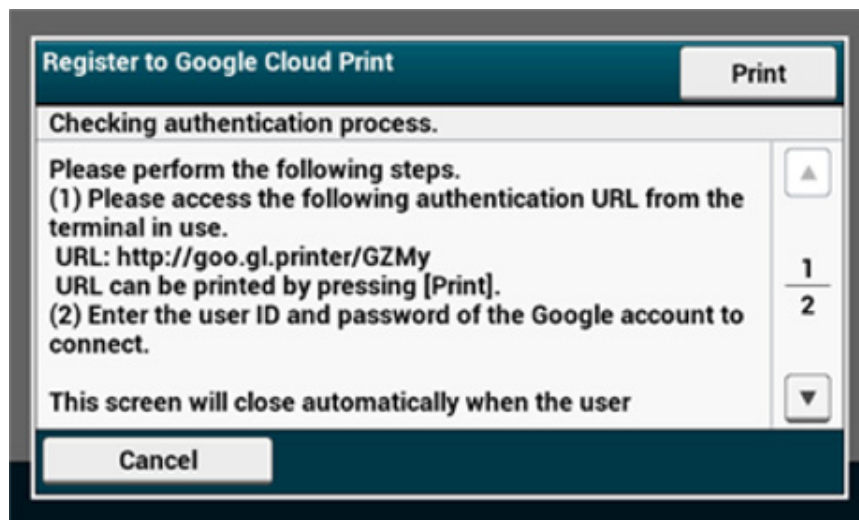 Register to Google Cloud Print
Print
Checking authentication process.
Please perform the following steps.
(1) Please access the following authentication URL from the
terminal in use.
URL: http://goo.gl.printer/GZMy
URL can be printed by pressing [Print].
(2) Enter the user ID and password of the Google account to
connect.
This screen will close automatically when the user
1
2
Cancel